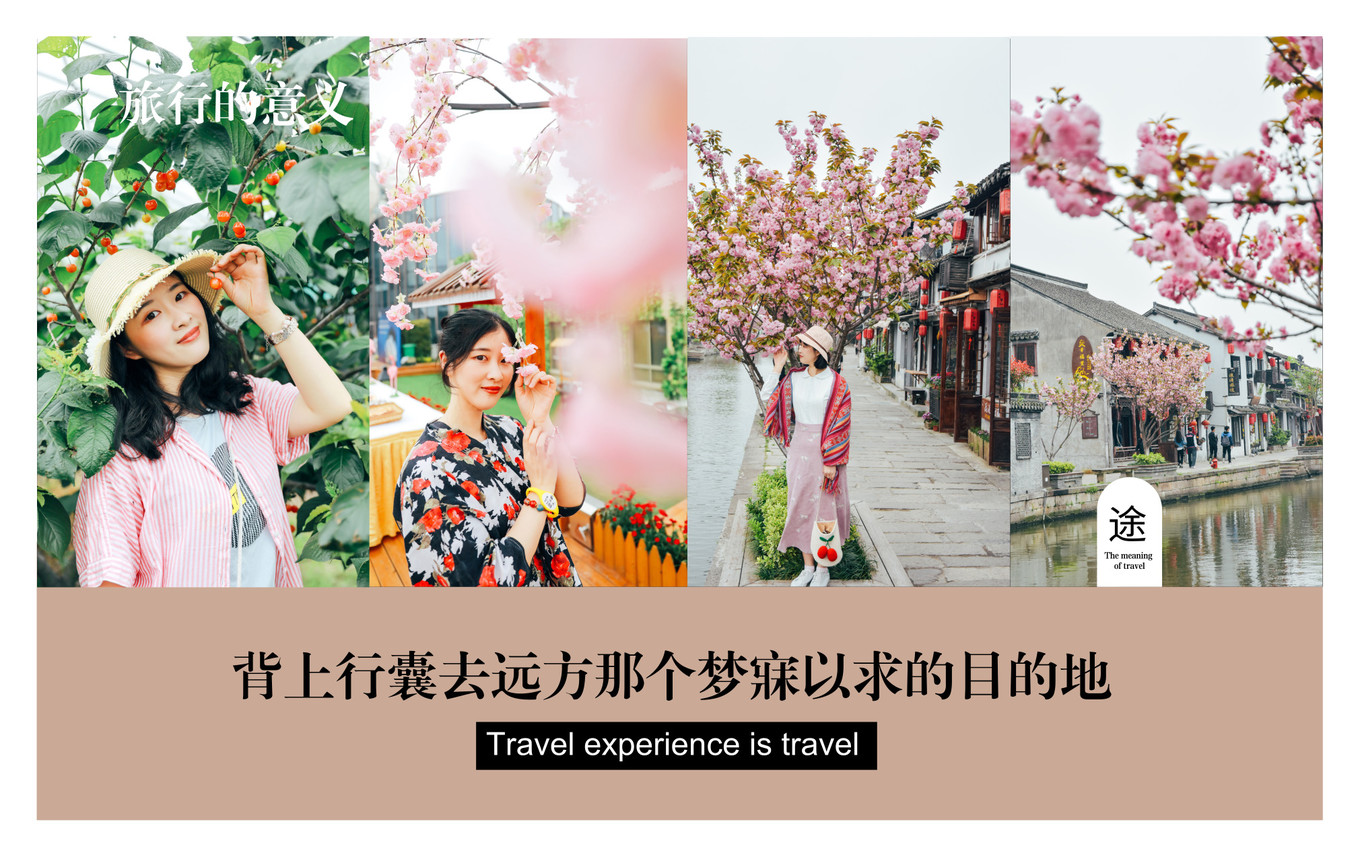 旅行的意义
途
The meaning
of travel
背上行囊去远方那个梦寐以求的目的地
Travel experience is travel